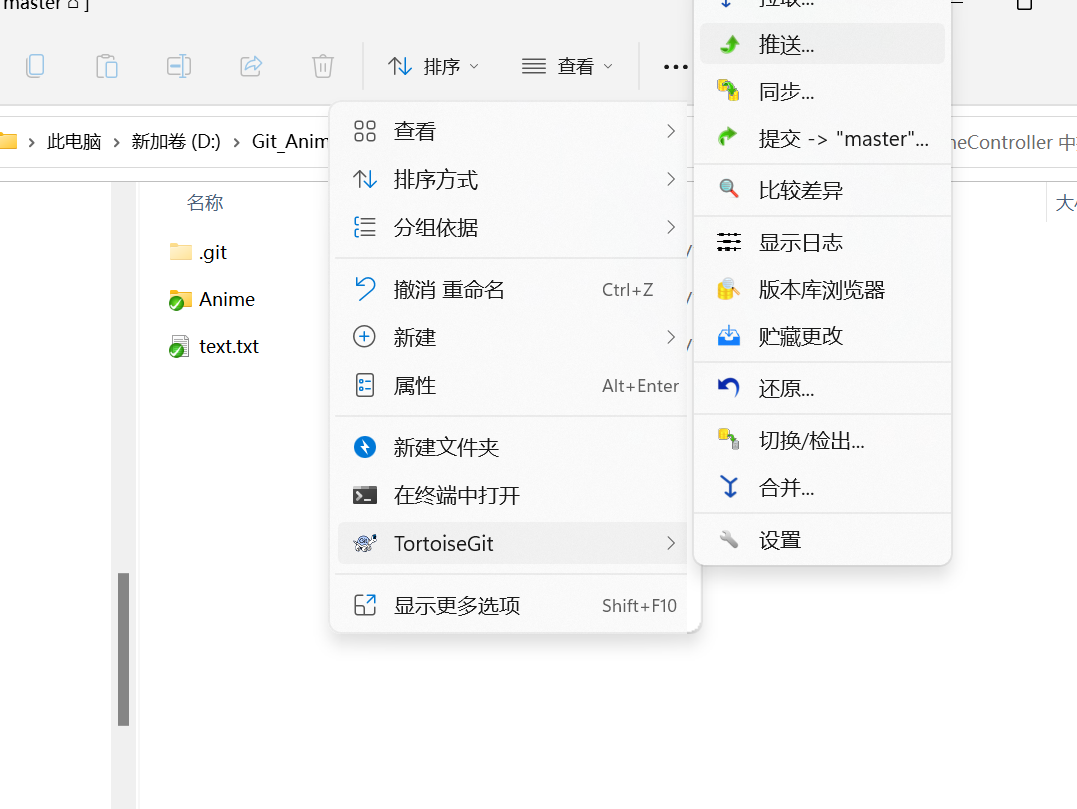 master
拉取...
推送...
排序
查看
同步...
提交 -> "master"...
此电脑
新加卷 (D:)
Git_Anim
neController 中
查看
排序方式
分组依据
比较差异
名称
大小
.git
Anime
text.txt
撤消 重命名
Ctrl+Z
新建
属性
Alt+Enter
显示日志
版本库浏览器
贮藏更改
还原...
新建文件夹
在终端中打开
TortoiseGit
切换/检出...
合并...
设置
显示更多选项
Shift+F10